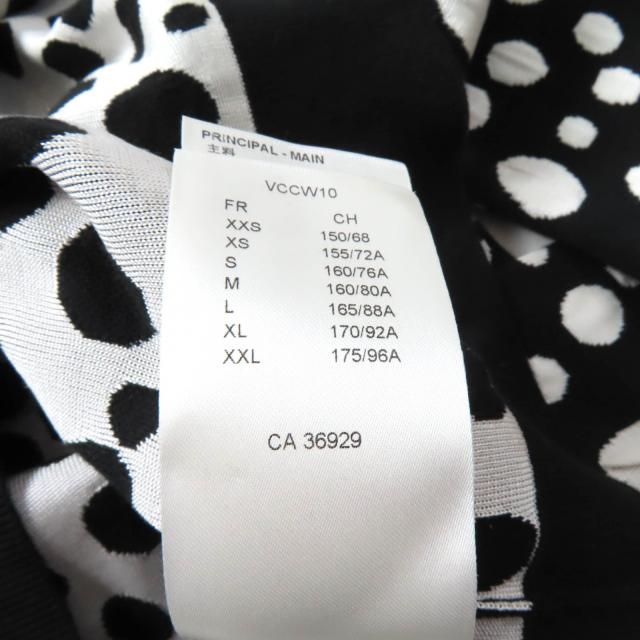 PRINCIPAL - MAIN
主料
VCCW10
FR CH
XXS 150/68
XS 155/72A
S 160/76A
M 160/80A
L 165/88A
XL 170/92A
XXL 175/96A
CA 36929